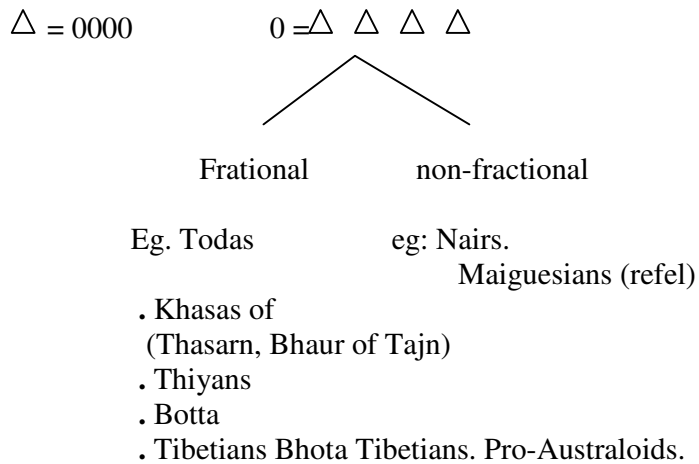 △ = 0000 0 =△ △ △ △
Frational non-fractional
Eg. Todas eg: Nairs.
Maiguesians (refel)
. Khasas of
(Thasarn, Bhaur of Tajn)
. Thiyans
. Botta
. Tibetians Bhota Tibetians. Pro-Australoids.